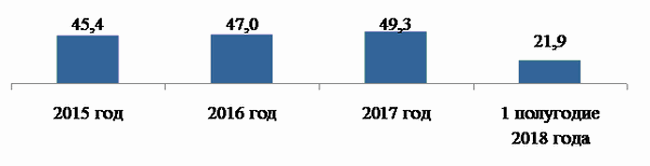 45,4 47,0 49,3 21,9
2015 год 2016 год 2017 год 1 полугодие
2018 года